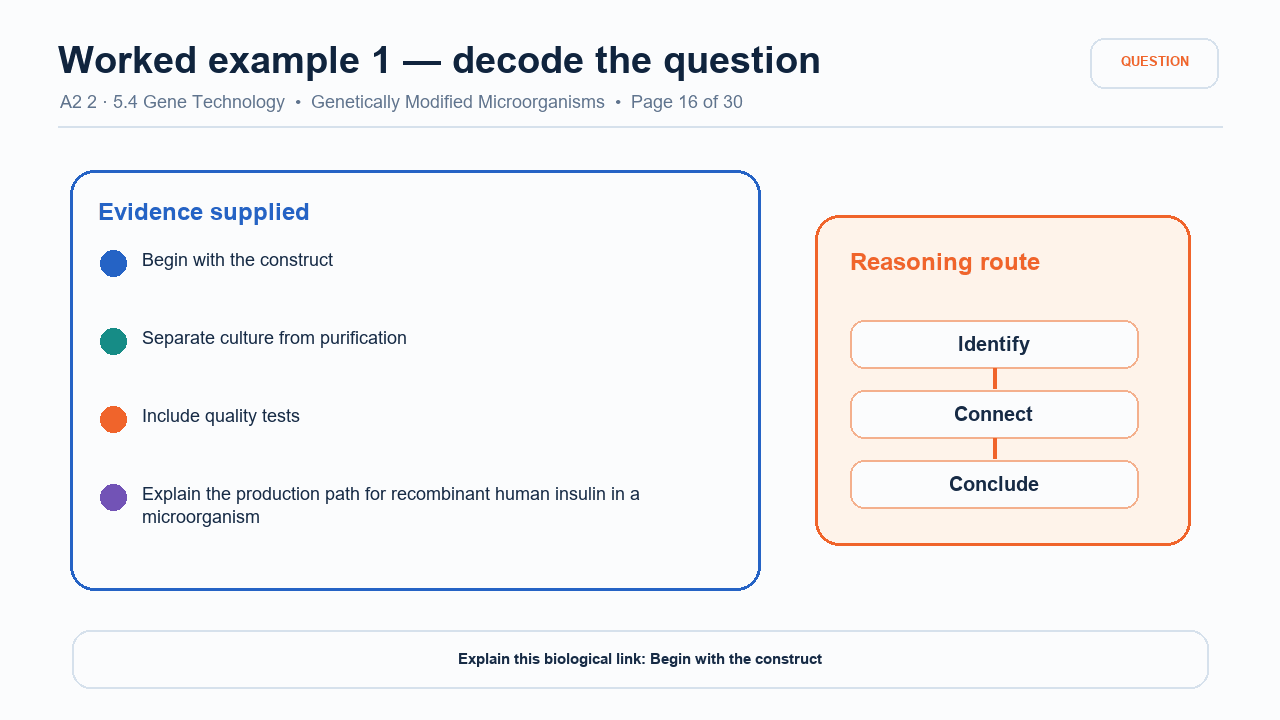 Worked example 1 — decode the question
QUESTION
A2 2 · 5.4 Gene Technology • Genetically Modified Microorganisms • Page 16 of 30
Evidence supplied
Begin with the construct
Separate culture from purification
Include quality tests
Explain the production path for recombinant human insulin in a
microorganism
Reasoning route
Identify
Connect
Conclude
Explain this biological link: Begin with the construct